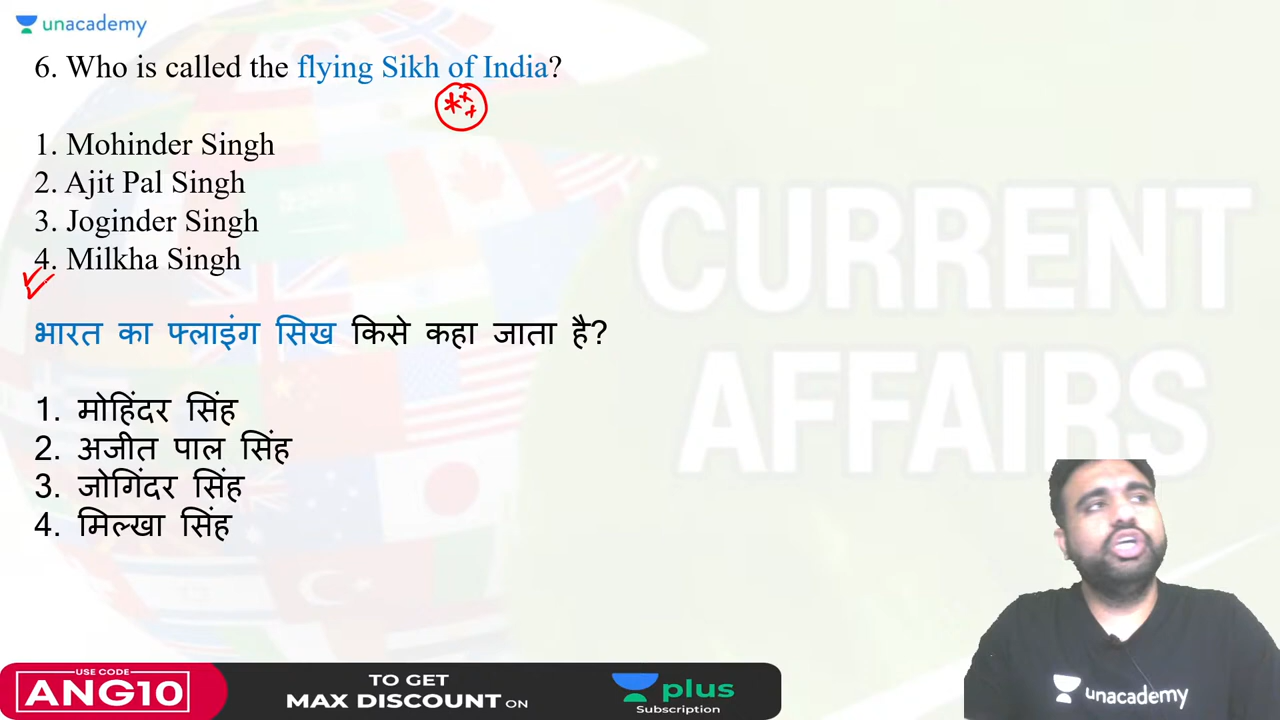 unacademy
6. Who is called the flying Sikh of India?
1. Mohinder Singh
2. Ajit Pal Singh
3. Joginder Singh
4. Milkha Singh
भारत का फ्लाइंग सिख किसे कहा जाता है?
1. मोहिंदर सिंह
2. अजीत पाल सिंह
3. जोगिंदर सिंह
4. मिल्खा सिंह
CURRENT
AFFAIRS
unacademy
USE CODE
ANG10
TO GET
MAX DISCOUNT ON
plus
Subscription